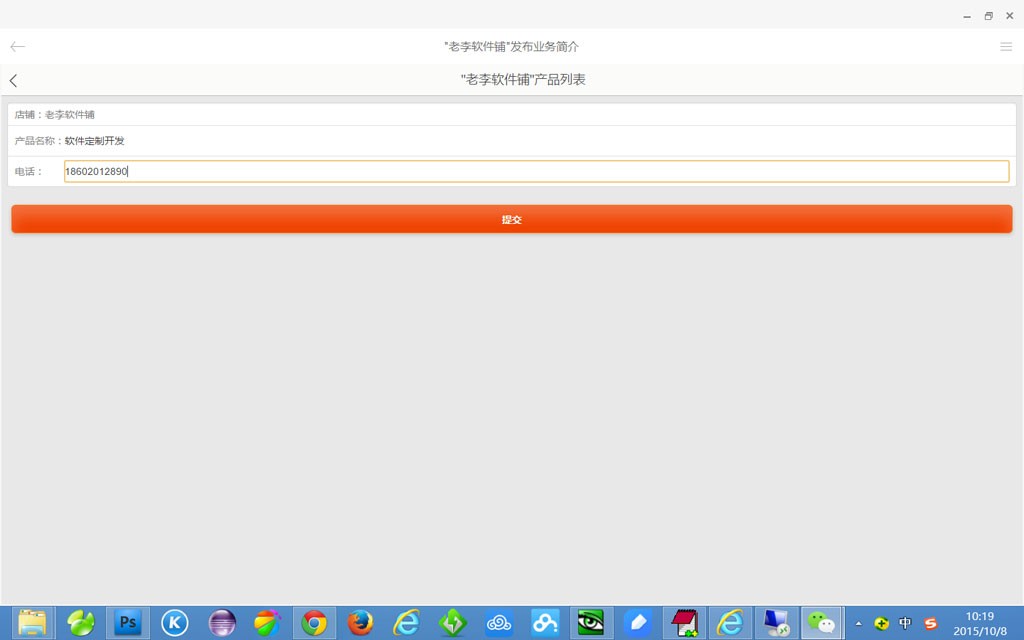 "老李软件铺"发布业务简介
"老李软件铺"产品列表
店铺：老李软件铺
产品名称：软件定制开发
电话： 18602012890
提交
Ps
K
中
S
10:19
2015/10/8